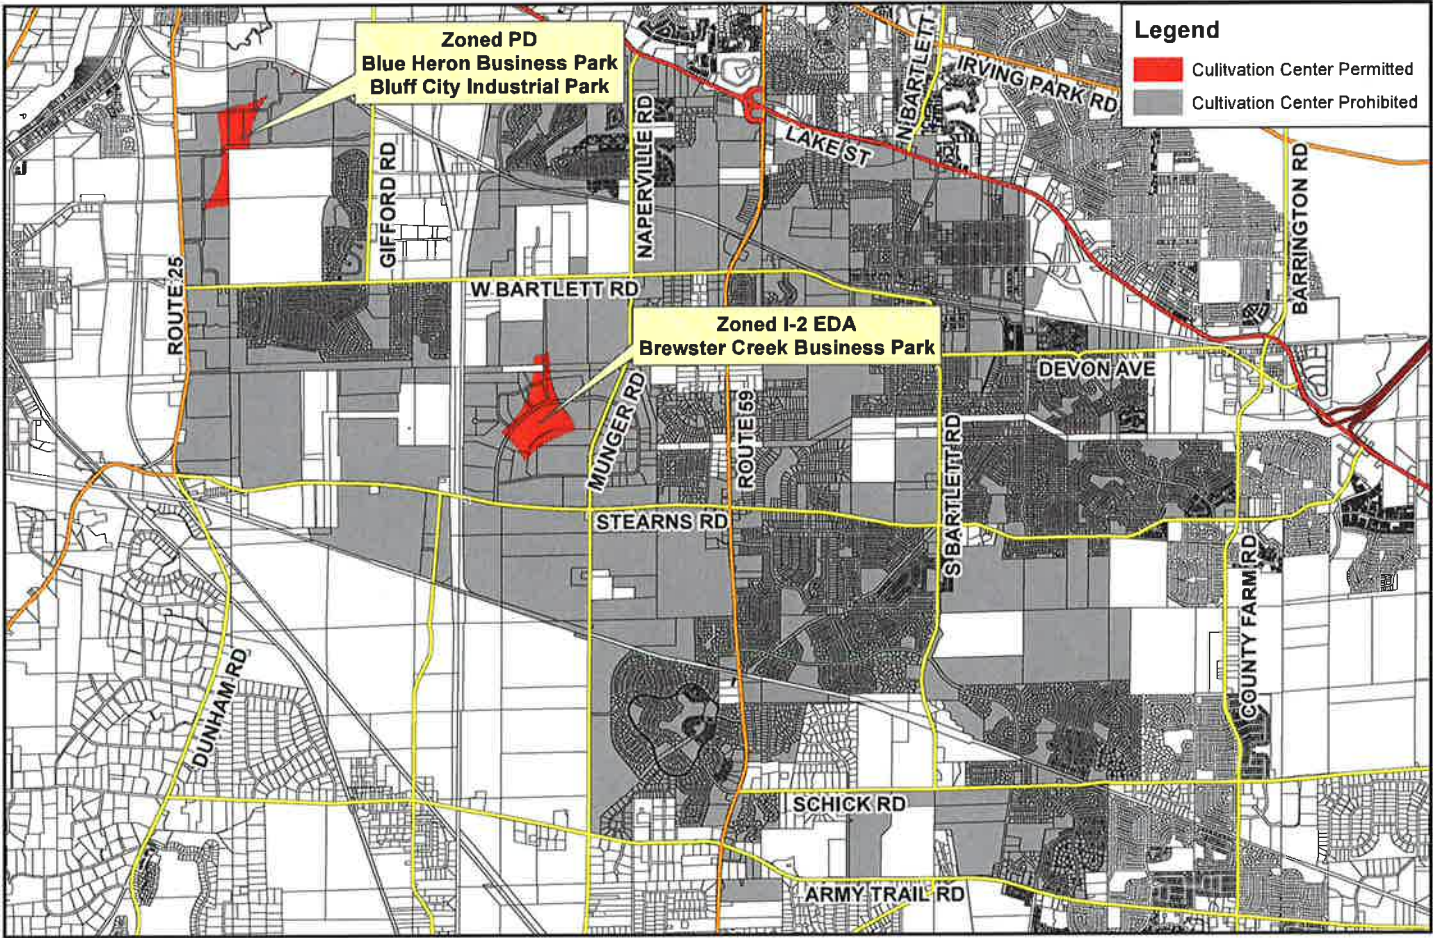 Zoned PD
Blue Heron Business Park
Bluff City Industrial Park
Legend
Culitvation Center Permitted
Cultivation Center Prohibited
N BARTLETT
IRVING PARK RD
NAPERVILLE RD
LAKE ST
GIFFORD RD
BARRINGTON RD
ROUTE 25
W BARTLETT RD
Zoned I-2 EDA
Brewster Creek Business Park
DEVON AVE
MUNGER RD
ROUTE 59
S BARTLETT RD
STEARNS RD
COUNTY FARM RD
DUNHAM RD
SCHICK RD
ARMY TRAIL RD